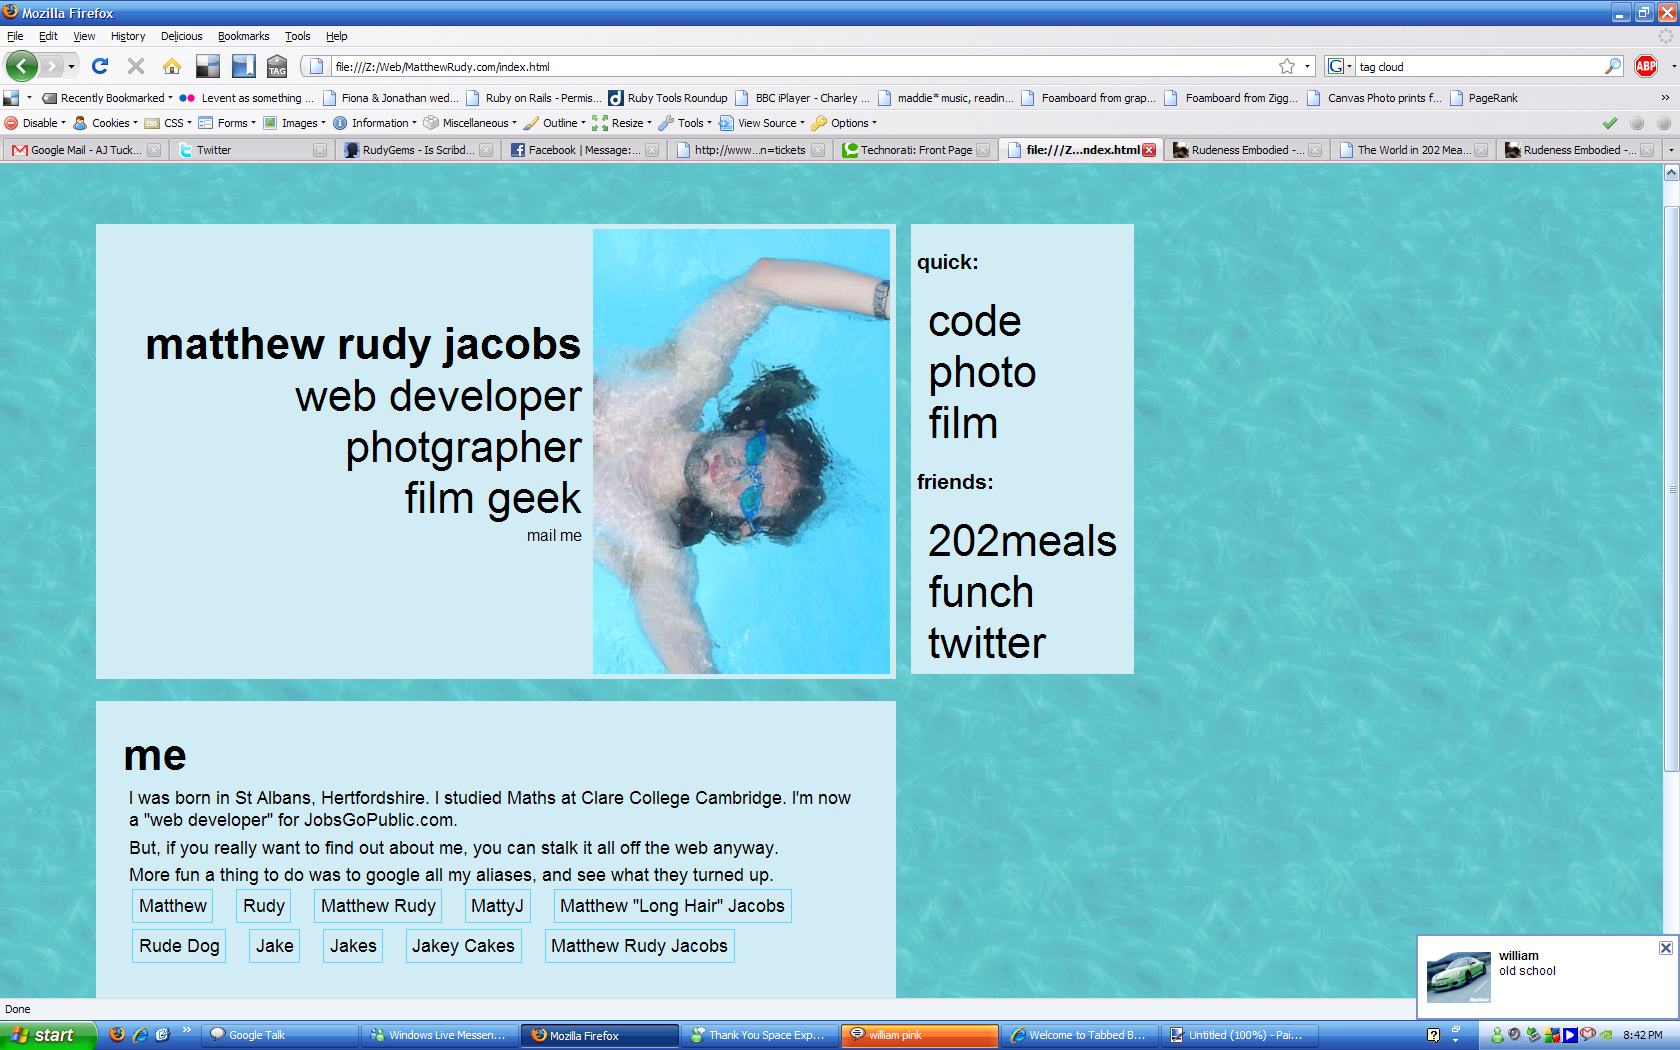 Mozilla Firefox
File Edit View History Delicious Bookmarks Tools Help
TAG file:///Z:/Web/MatthewRudy.com/index.html G tag cloud ABP
Recently Bookmarked Levent as something ... Fiona & Jonathan wed... Ruby on Rails - Permis... Ruby Tools Roundup BBC iPlayer - Charley ... maddie* music, readin... Foamboard from grap... Foamboard from Zigg... Canvas Photo prints f... PageRank »
Disable Cookies CSS Forms Images Information Miscellaneous Outline Resize Tools View Source Options
Google Mail - AJ Tuck... Twitter RudyGems - Is Scribd... Facebook | Message:... http://www...n=tickets Technorati: Front Page file:///Z...ndex.html Rudeness Embodied -... The World in 202 Mea... Rudeness Embodied -...
matthew rudy jacobs
web developer
photgrapher
film geek
mail me
quick:
code
photo
film
friends:
202meals
funch
twitter
me
I was born in St Albans, Hertfordshire. I studied Maths at Clare College Cambridge. I'm now
a "web developer" for JobsGoPublic.com.
But, if you really want to find out about me, you can stalk it all off the web anyway.
More fun a thing to do was to google all my aliases, and see what they turned up.
Matthew Rudy Matthew Rudy MattyJ Matthew "Long Hair" Jacobs
Rude Dog Jake Jakes Jakey Cakes Matthew Rudy Jacobs
william
old school
Done
start » Google Talk Windows Live Messen... Mozilla Firefox Thank You Space Exp... william pink Welcome to Tabbed B... Untitled (100%) - Pai... 8:42 PM